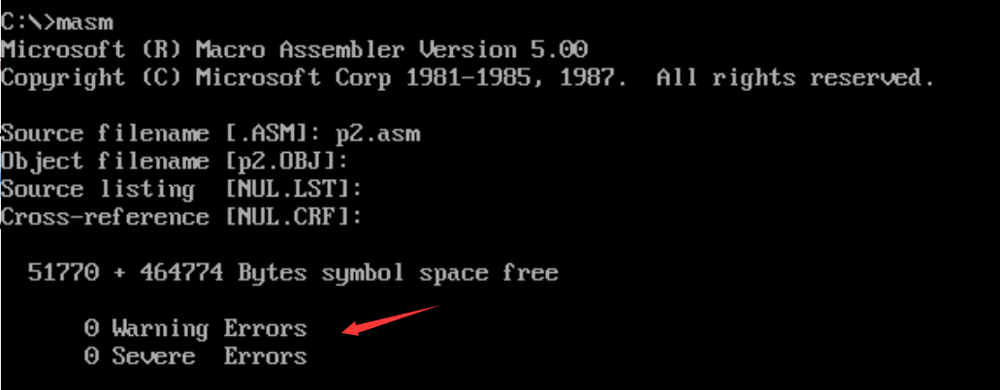 C:\>masm
Microsoft (R) Macro Assembler Version 5.00
Copyright (C) Microsoft Corp 1981-1985, 1987.  All rights reserved.
Source filename [.ASM]: p2.asm
Object filename [p2.OBJ]:
Source listing  [NUL.LST]:
Cross-reference [NUL.CRF]:
51770 + 464774 Bytes symbol space free
0 Warning Errors
0 Severe  Errors